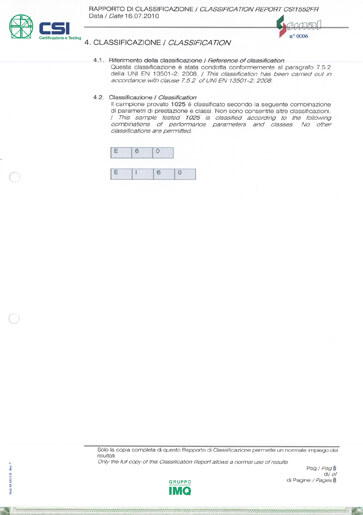 CSI
Certificazione e Testing
RAPPORTO DI CLASSIFICAZIONE / CLASSIFICATION REPORT CSI1552FR
Data / Date 16.07.2010
n° 0006
4. CLASSIFICAZIONE / CLASSIFICATION
4.1. Riferimento della classificazione / Reference of classification
Questa classificazione è stata condotta conformemente al paragrafo 7.5.2
della UNI EN 13501-2: 2008. / This classification has been carried out in
accordance with clause 7.5.2 of UNI EN 13501-2: 2008.
4.2. Classificazione / Classification
Il campione provato 1025 è classificato secondo la seguente combinazione
di parametri di prestazione e classi. Non sono consentite altre classificazioni.
/ This sample tested 1025 is classified according to the following
combinations of performance parameters and classes. No other
classifications are permitted.
E 6 0
E I 6 0
Solo la copia completa di questo Rapporto di Classificazione permette un normale impiego dei
risultati
Only the full copy of this Classification Report allows a normal use of results
Pag / Pag 5
du of
di Pagine / Pages 8
GRUPPO
IMQ